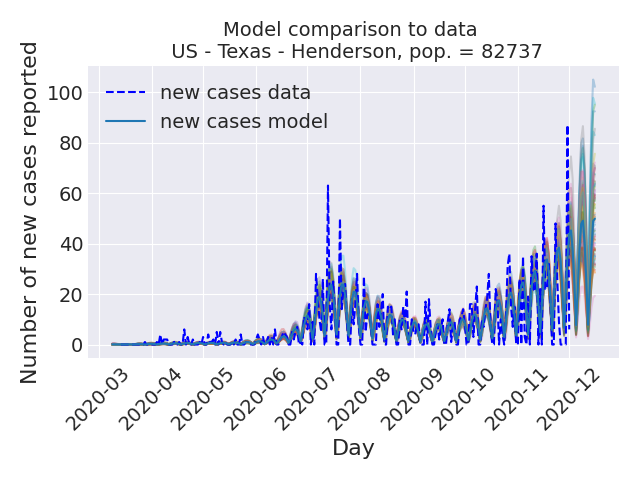 Model comparison to data
US - Texas - Henderson, pop. = 82737
Number of new cases reported
100
80
60
40
20
0
new cases data
new cases model
2020-03
2020-04
2020-05
2020-06
2020-07
2020-08
2020-09
2020-10
2020-11
2020-12
Day